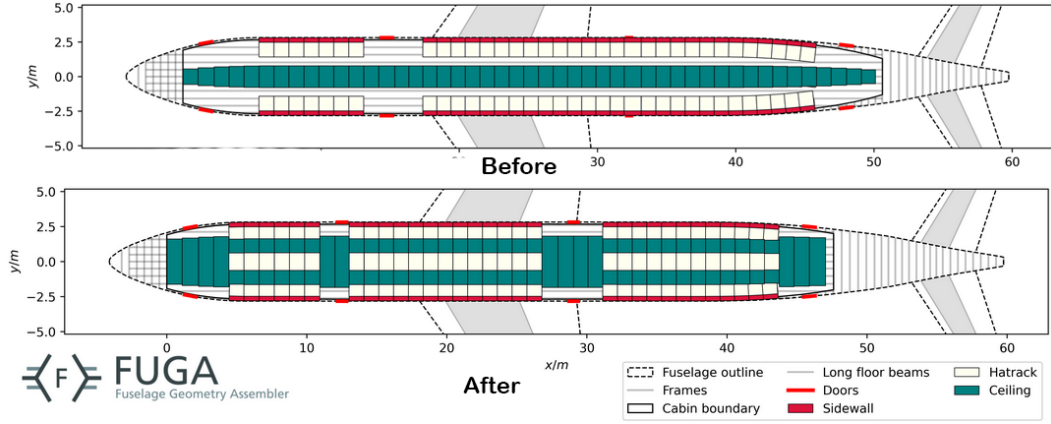 5.0
2.5
0.0
−2.5
−5.0
y/m
10
30
40
50
60
Before
5.0
2.5
0.0
−2.5
−5.0
y/m
0
10
20
30
40
50
60
x/m
After
F
FUGA
Fuselage Geometry Assembler
Fuselage outline
Frames
Cabin boundary
Long floor beams
Doors
Sidewall
Hatrack
Ceiling